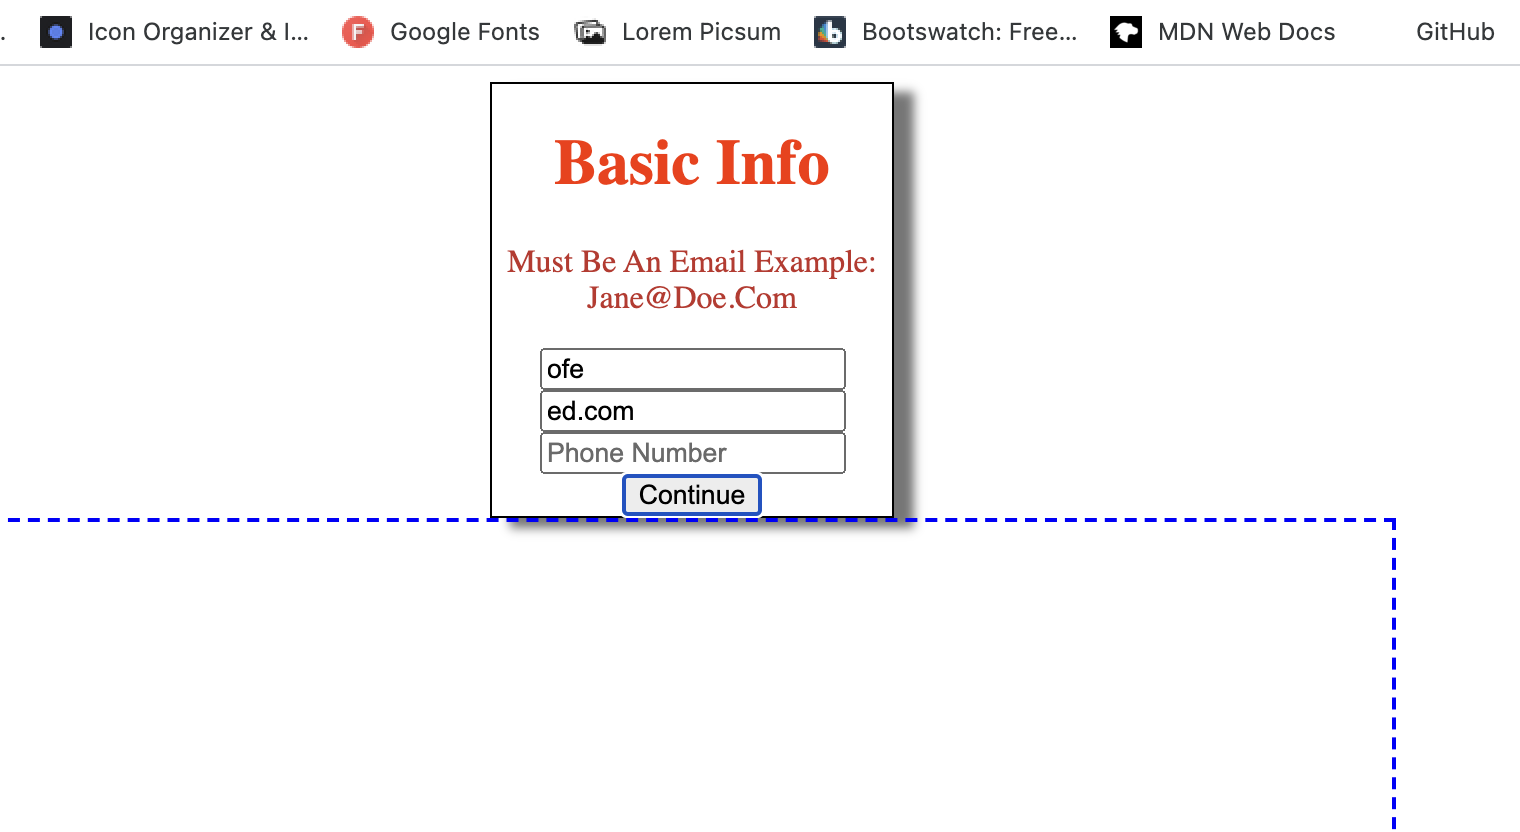 Icon Organizer & I... Google Fonts Lorem Picsum Bootswatch: Free... MDN Web Docs GitHub
Basic Info
Must Be An Email Example:
Jane@Doe.Com
ofe
ed.com
Phone Number
Continue